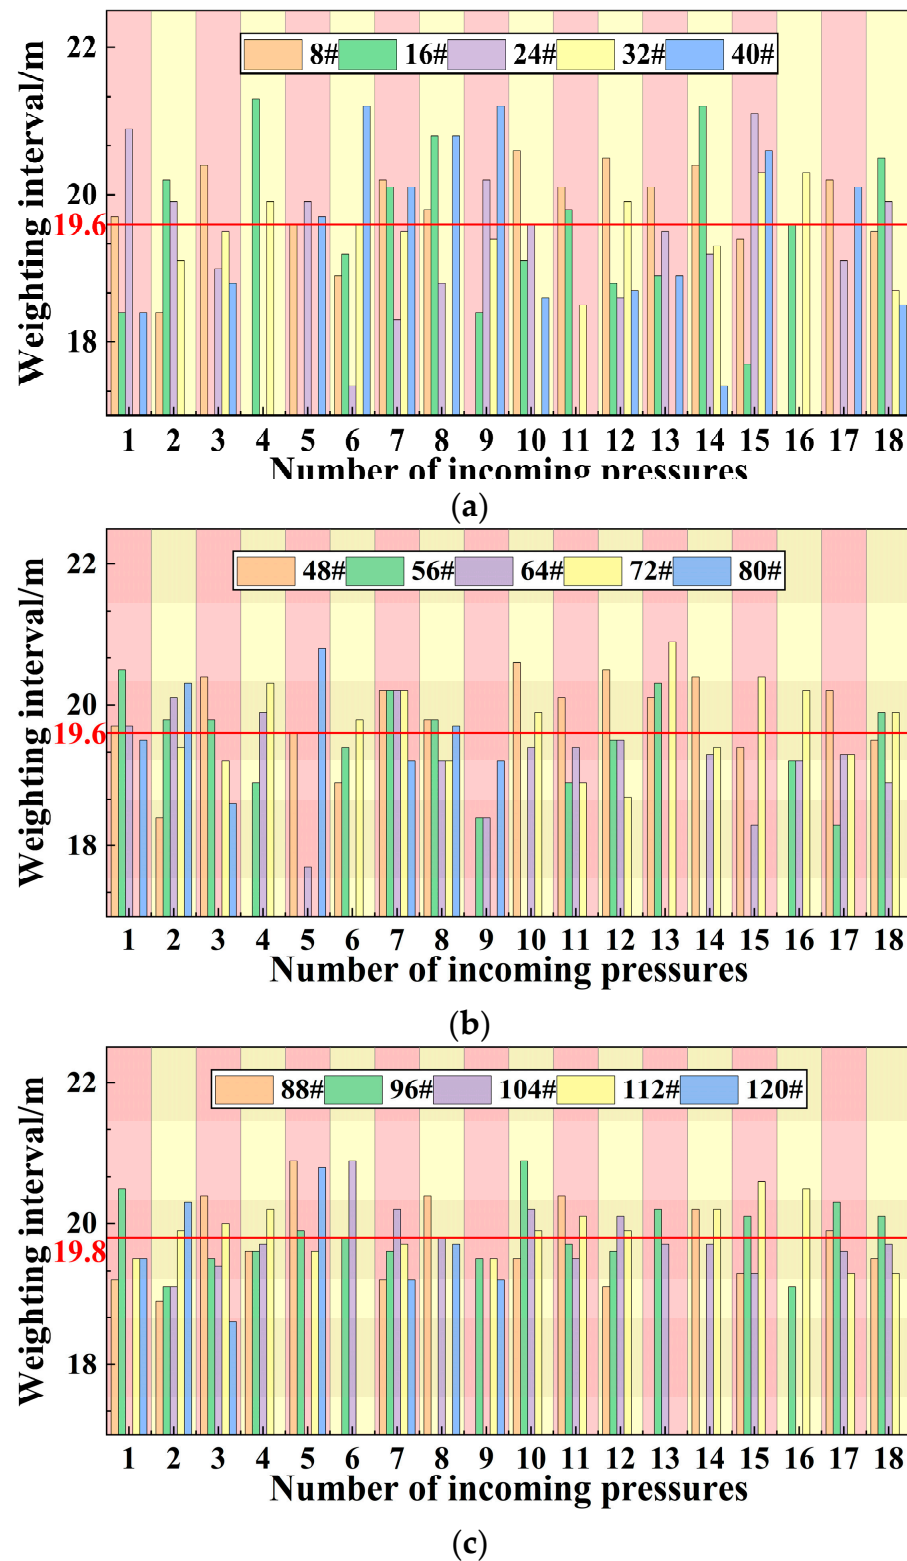 Weighting interval/m
22
20
19.6
18
8# 16# 24# 32# 40#
1 2 3 4 5 6 7 8 9 10 11 12 13 14 15 16 17 18
Number of incoming pressures
(a)
Weighting interval/m
22
20
19.6
18
48# 56# 64# 72# 80#
1 2 3 4 5 6 7 8 9 10 11 12 13 14 15 16 17 18
Number of incoming pressures
(b)
Weighting interval/m
22
20
19.8
18
88# 96# 104# 112# 120#
1 2 3 4 5 6 7 8 9 10 11 12 13 14 15 16 17 18
Number of incoming pressures
(c)